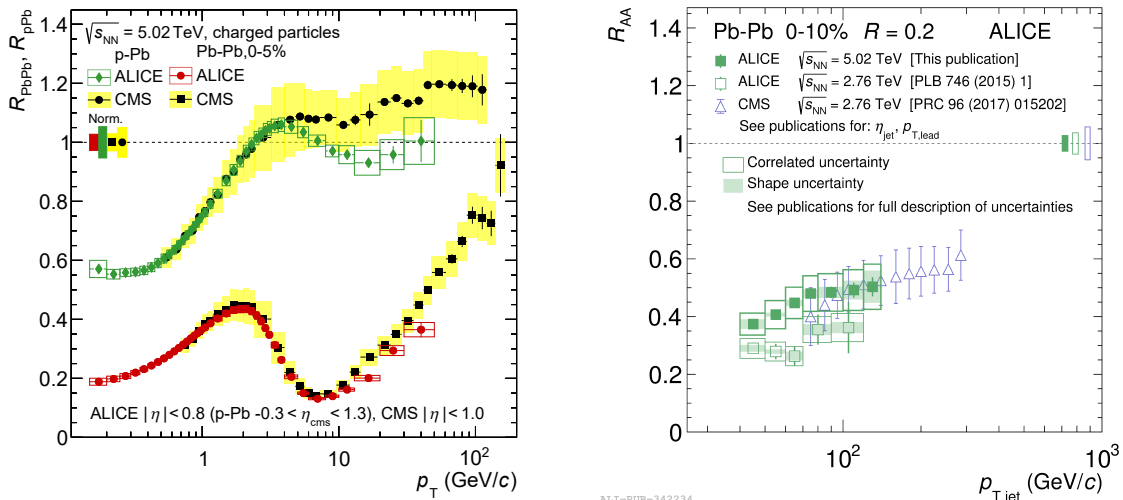 R_PbPb, R_pPb
1.4
1.2
1
0.8
0.6
0.4
0.2
0
√s_NN = 5.02 TeV, charged particles
p-Pb Pb-Pb,0-5%
ALICE ALICE
CMS CMS
Norm.
ALICE |η|<0.8 (p-Pb -0.3 < η_cms < 1.3), CMS |η|<1.0
1 10 10²
p_T (GeV/c)
R_AA
1.4
1.2
1
0.8
0.6
0.4
0.2
0
Pb-Pb 0-10% R = 0.2 ALICE
ALICE √s_NN = 5.02 TeV [This publication]
ALICE √s_NN = 2.76 TeV [PLB 746 (2015) 1]
CMS √s_NN = 2.76 TeV [PRC 96 (2017) 015202]
See publications for: η_jet, p_T,lead
Correlated uncertainty
Shape uncertainty
See publications for full description of uncertainties
10² 10³
p_T,jet (GeV/c)
ALI-PUB-342234